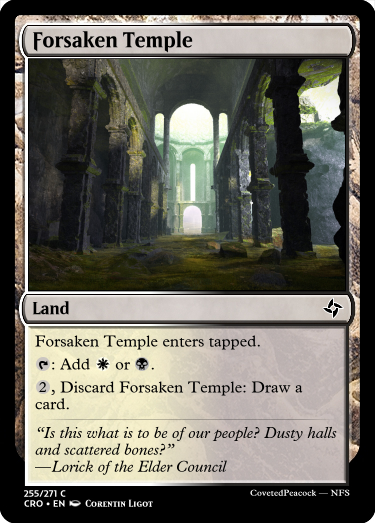 Forsaken Temple
Land
Forsaken Temple enters tapped.
: Add or .
2, Discard Forsaken Temple: Draw a
card.
“Is this what is to be of our people? Dusty halls
and scattered bones?”
—Lorick of the Elder Council
255/271 C
CRO • EN Corentin Ligot
CovetedPeacock — NFS